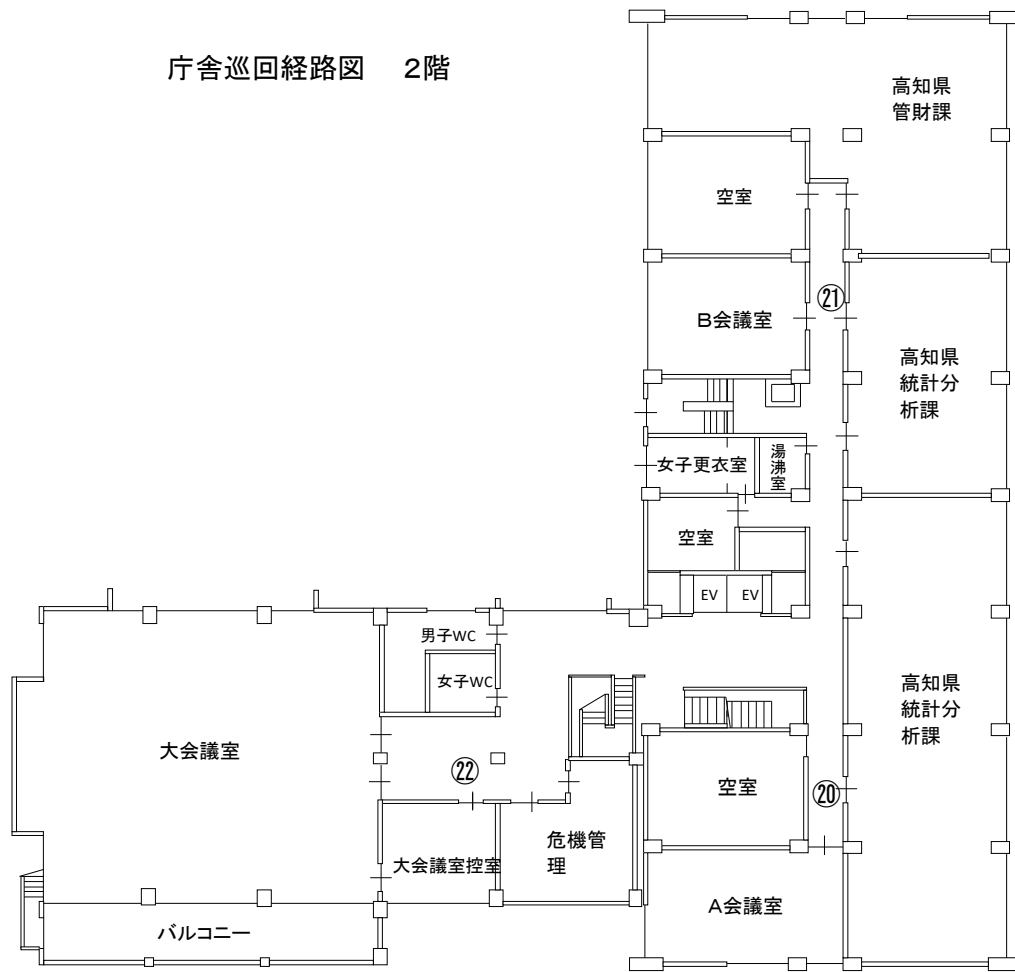 庁舎巡回経路図　2階
高知県
管財課
空室
㉑
B会議室
高知県
統計分
析課
女子更衣室
湯沸室
空室
EV
EV
男子WC
女子WC
高知県
統計分
析課
大会議室
㉒
空室
⑳
危機管
理
大会議室控室
A会議室
バルコニー